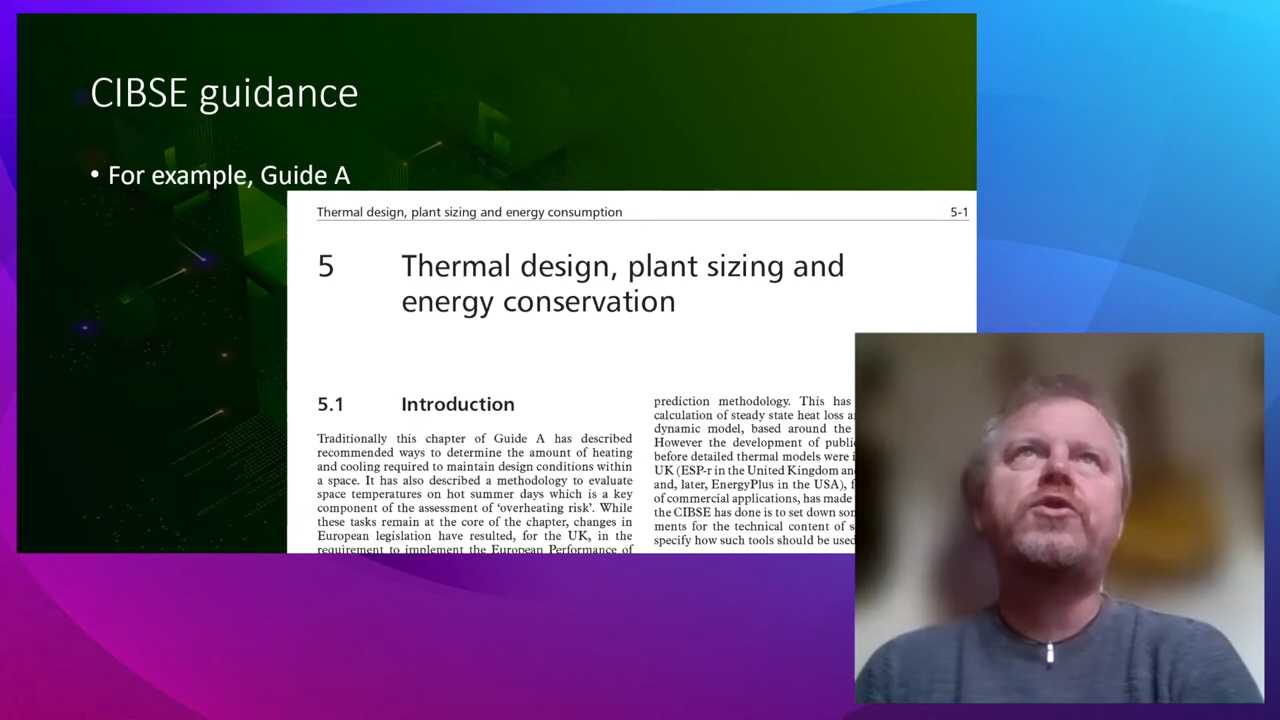 CIBSE guidance
• For example, Guide A
Thermal design, plant sizing and energy consumption 5-1
5 Thermal design, plant sizing and
energy conservation
5.1 Introduction
Traditionally this chapter of Guide A has described
recommended ways to determine the amount of heating
and cooling required to maintain design conditions within
a space. It has also described a methodology to evaluate
space temperatures on hot summer days which is a key
component of the assessment of ‘overheating risk’. While
these tasks remain at the core of the chapter, changes in
European legislation have resulted, for the UK, in the
requirement to implement the European Performance of
prediction methodology. This has
calculation of steady state heat loss
dynamic model, based around the
However the development of public
before detailed thermal models were
UK (ESP-r in the United Kingdom
and, later, EnergyPlus in the USA),
of commercial applications, has made
the CIBSE has done is to set down
ments for the technical content of
specify how such tools should be used